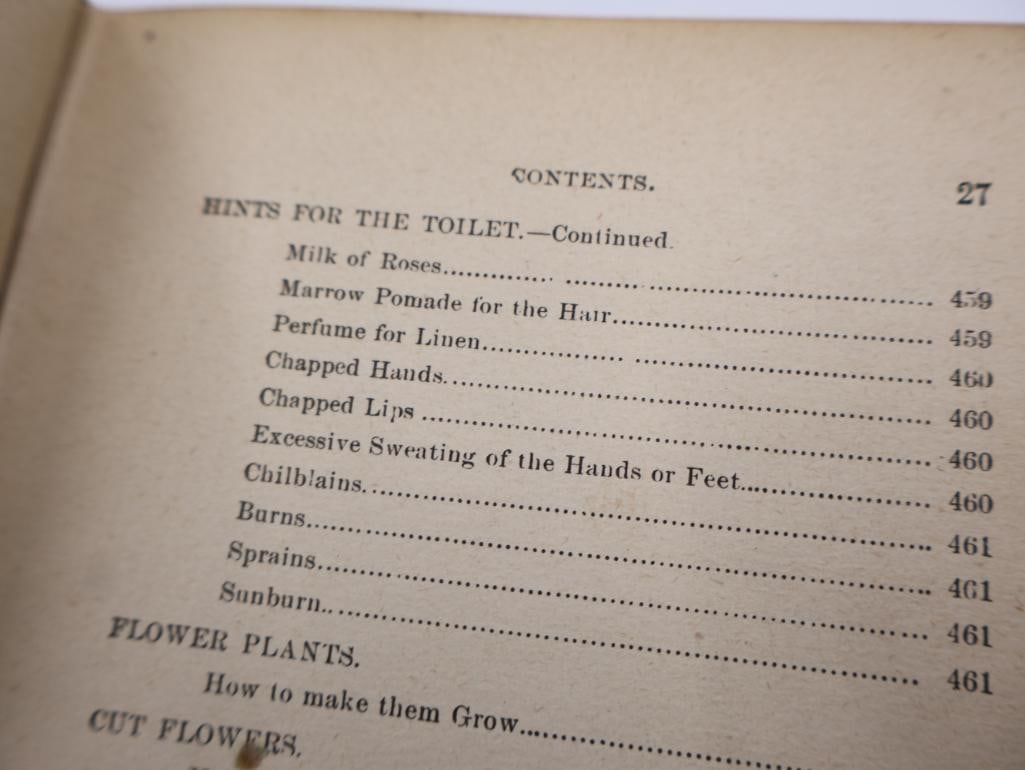 CONTENTS. 27
HINTS FOR THE TOILET.—Continued.
Milk of Roses.............. ........................................ 459
Marrow Pomade for the Hair........................................ 459
Perfume for Linen................. ................................... 460
Chapped Hands........................................................ 460
Chapped Lips .......................................................... 460
Excessive Sweating of the Hands or Feet........................ 460
Chilblains.............................................................. 461
Burns.................................................................... 461
Sprains.................................................................. 461
Sunburn................................................................ 461
FLOWER PLANTS.
How to make them Grow........................................
CUT FLOWERS.